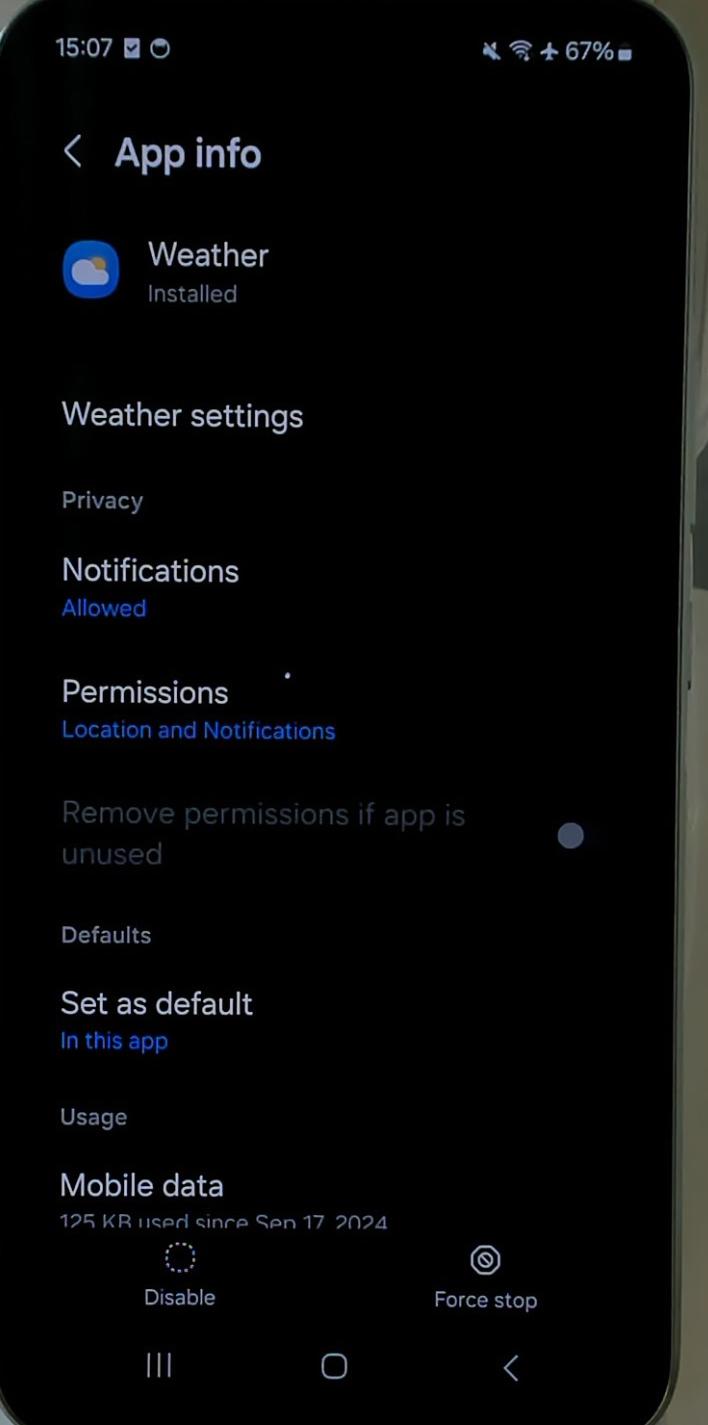 15:07 67%
App info
Weather
Installed
Weather settings
Privacy
Notifications
Allowed
Permissions
Location and Notifications
Remove permissions if app is
unused
Defaults
Set as default
In this app
Usage
Mobile data
125 KB used since Sep 17, 2024
Disable Force stop